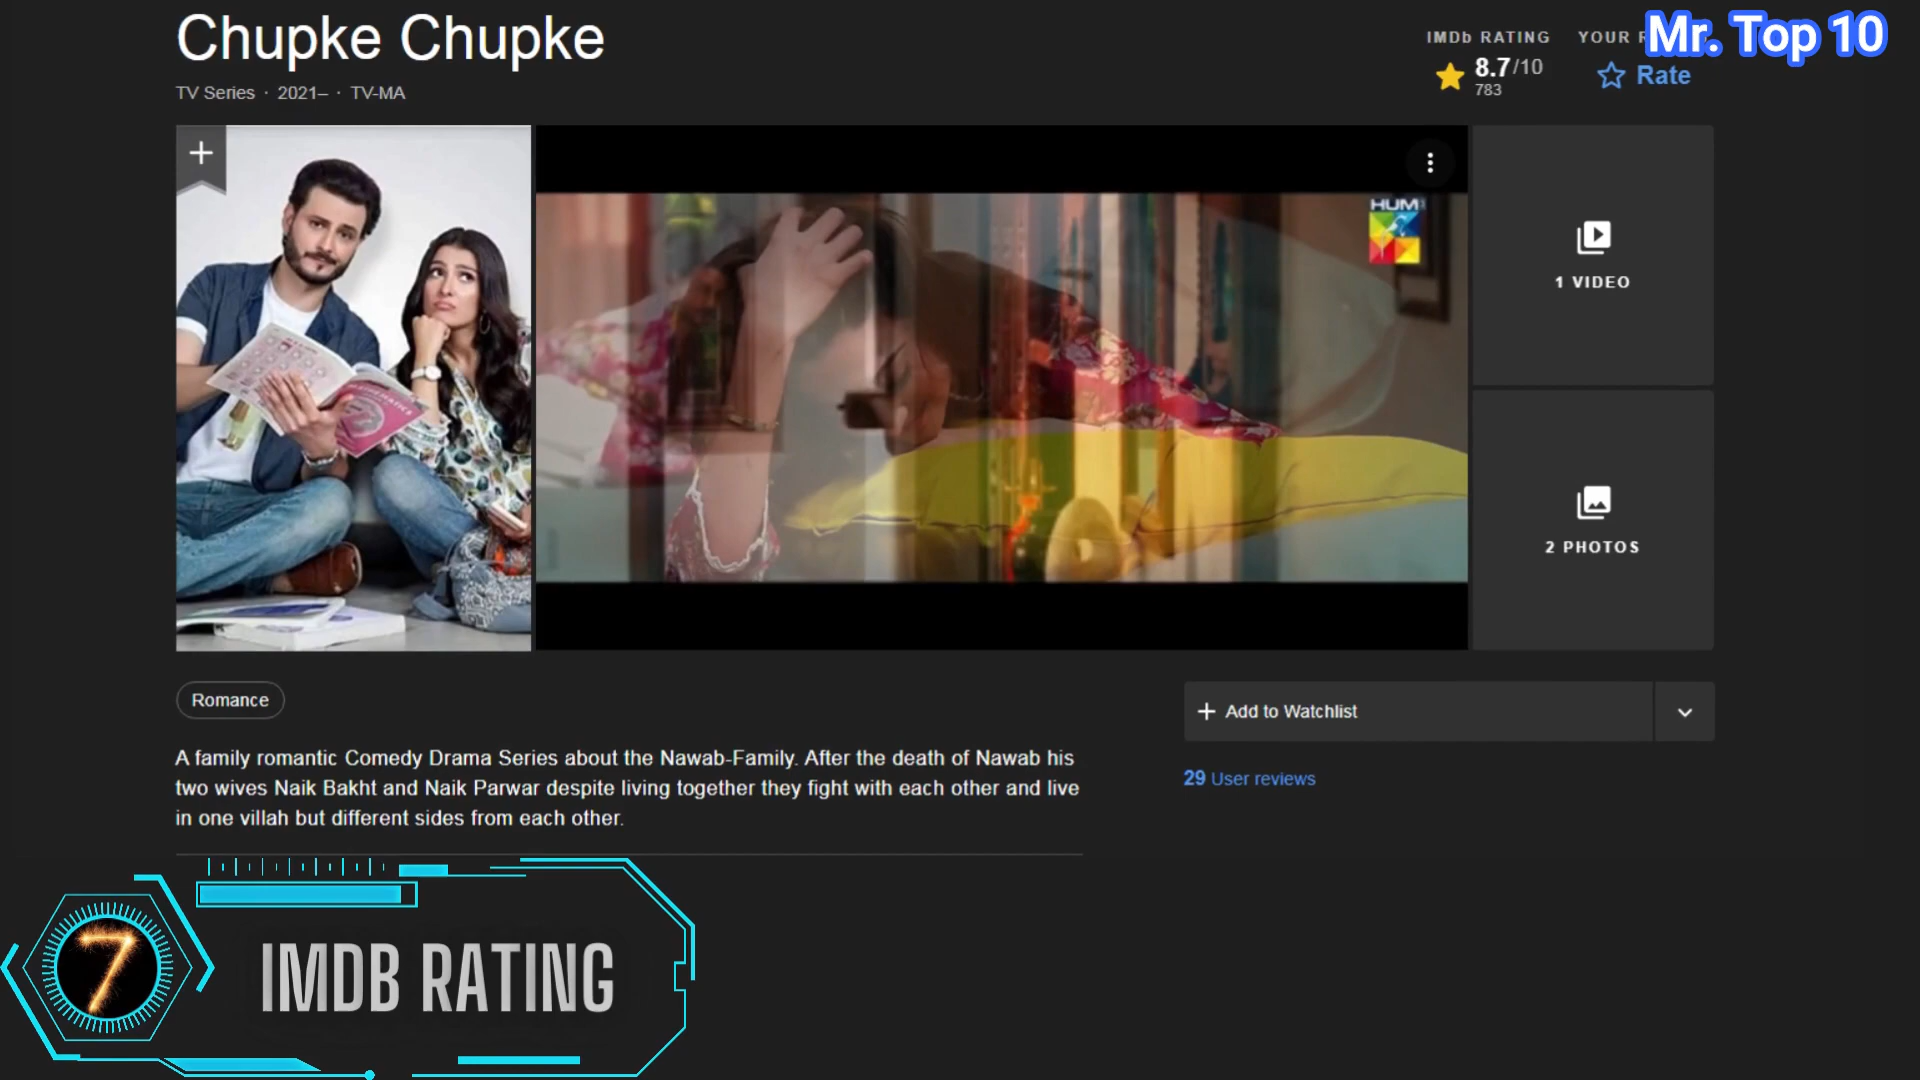 Chupke Chupke
TV Series · 2021– · TV-MA
IMDb RATING
8.7/10
783
YOUR R
Rate
Mr. Top 10
HUM
1 VIDEO
2 PHOTOS
Romance
A family romantic Comedy Drama Series about the Nawab-Family. After the death of Nawab his
two wives Naik Bakht and Naik Parwar despite living together they fight with each other and live
in one villah but different sides from each other.
+ Add to Watchlist
29 User reviews
7
IMDB RATING